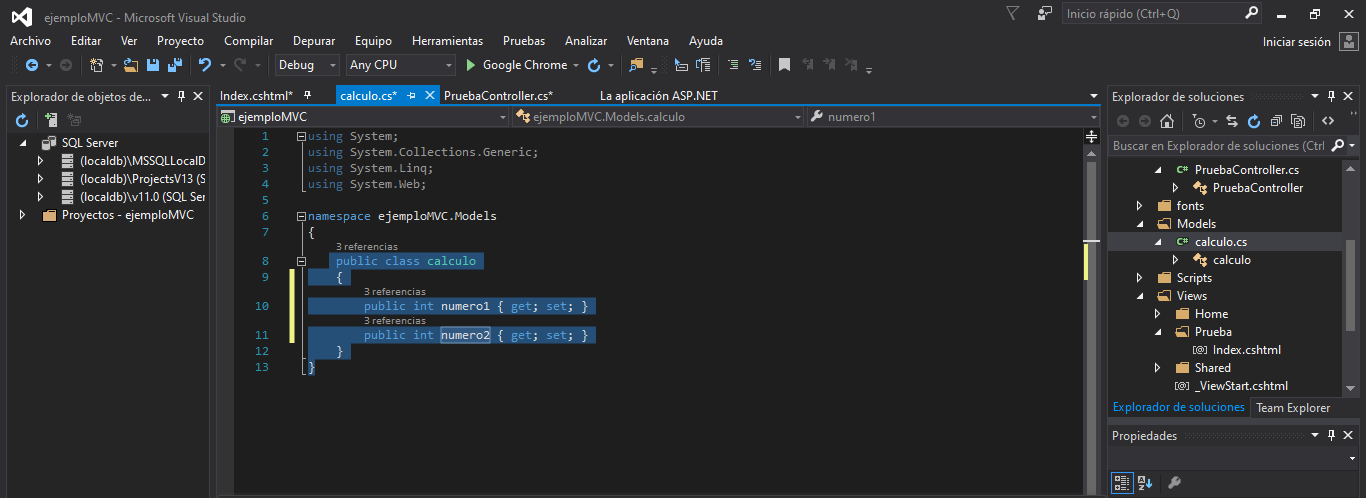 ejemploMVC - Microsoft Visual Studio
Inicio rápido (Ctrl+Q)
Archivo Editar Ver Proyecto Compilar Depurar Equipo Herramientas Pruebas Analizar Ventana Ayuda
Iniciar sesión
Debug Any CPU Google Chrome
Explorador de objetos de...
SQL Server
(localdb)\MSSQLLocalD
(localdb)\ProjectsV13 (S
(localdb)\v11.0 (SQL Ser
Proyectos - ejemploMVC
Index.cshtml* calculo.cs* PruebaController.cs* La aplicación ASP.NET
ejemploMVC ejemploMVC.Models.calculo numero1
1 using System;
2 using System.Collections.Generic;
3 using System.Linq;
4 using System.Web;
5
6 namespace ejemploMVC.Models
7 {
3 referencias
8 public class calculo
9 {
3 referencias
10 public int numero1 { get; set; }
3 referencias
11 public int numero2 { get; set; }
12 }
13 }
Explorador de soluciones
Buscar en Explorador de soluciones (Ctrl
C# PruebaController.cs
PruebaController
fonts
Models
C# calculo.cs
calculo
Scripts
Views
Home
Prueba
[@] Index.cshtml
Shared
[@] _ViewStart.cshtml
Explorador de soluciones Team Explorer
Propiedades